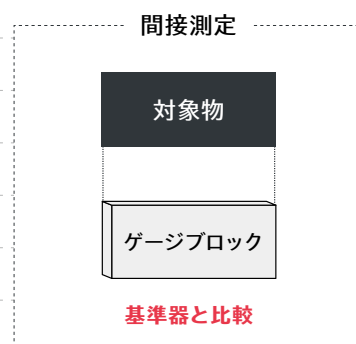 間接測定
対象物
ゲージブロック
基準器と比較